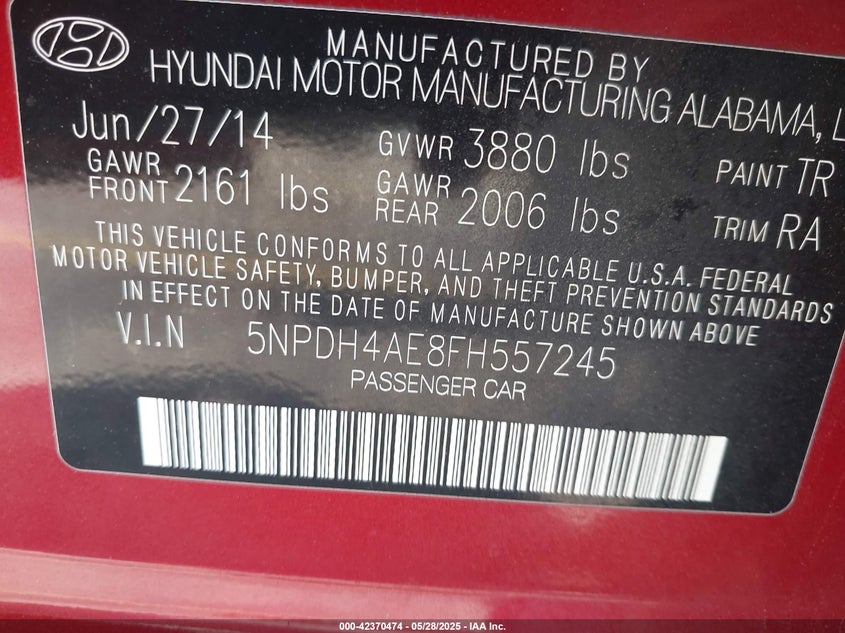 MANUFACTURED BY
HYUNDAI MOTOR MANUFACTURING ALABAMA, L
Jun/27/14 GVWR 3880 lbs PAINT TR
GAWR FRONT 2161 lbs GAWR REAR 2006 lbs TRIM RA
THIS VEHICLE CONFORMS TO ALL APPLICABLE U.S.A. FEDERAL
MOTOR VEHICLE SAFETY, BUMPER, AND THEFT PREVENTION STANDARDS
IN EFFECT ON THE DATE OF MANUFACTURE SHOWN ABOVE
V.I.N 5NPDH4AE8FH557245
PASSENGER CAR
000-42370474 - 05/28/2025 - IAA Inc.